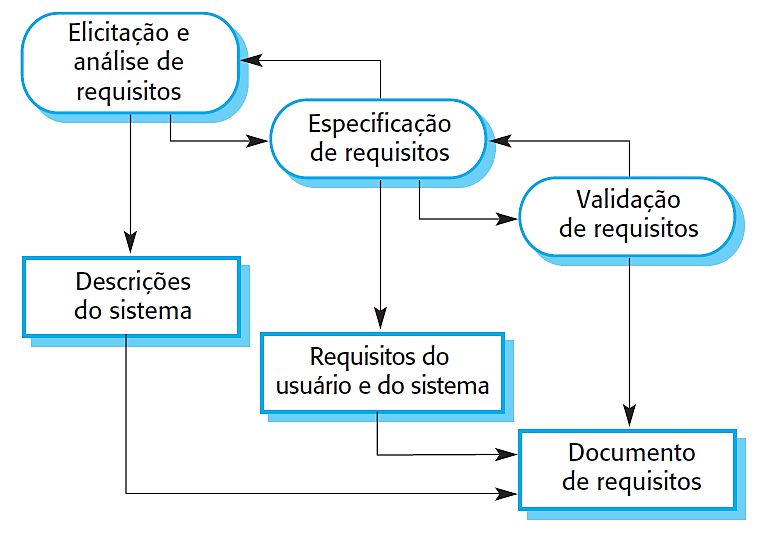 Elicitação e
análise de
requisitos
Especificação
de requisitos
Validação
de requisitos
Descrições
do sistema
Requisitos do
usuário e do sistema
Documento
de requisitos